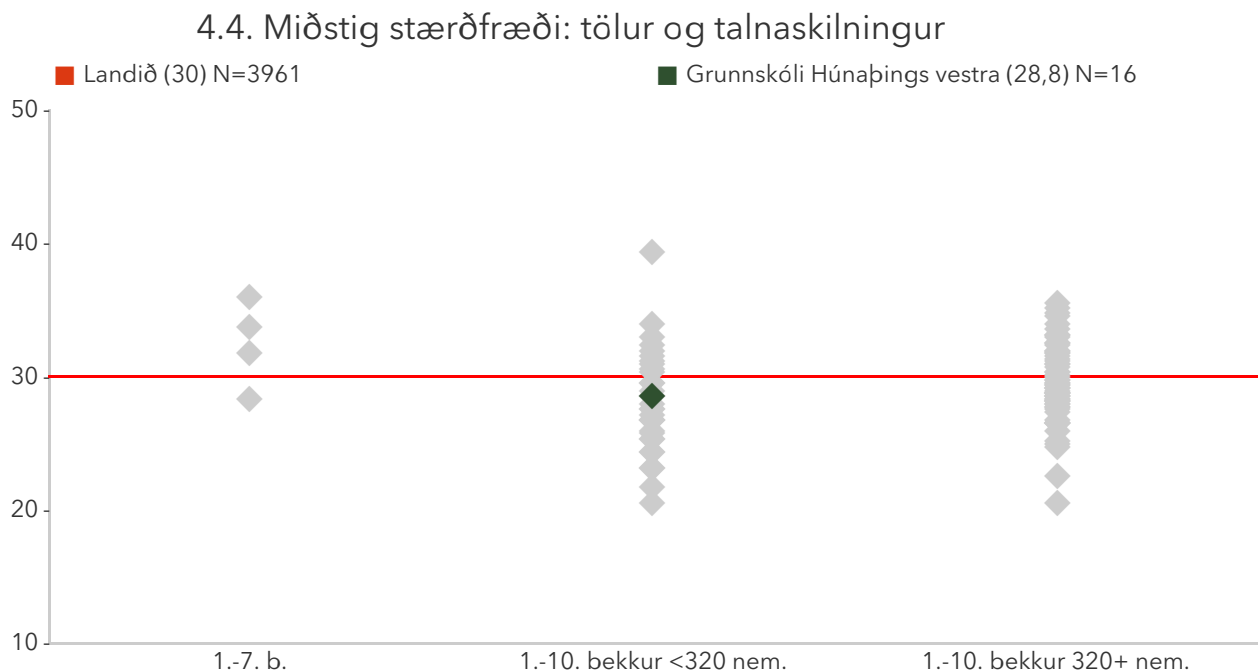 4.4. Miðstig stærðfræði: tölur og talnaskilningur
Landið (30) N=3961
Grunnskóli Húnaþings vestra (28,8) N=16
50
40
30
20
10
1.-7. b.
1.-10. bekkur <320 nem.
1.-10. bekkur 320+ nem.